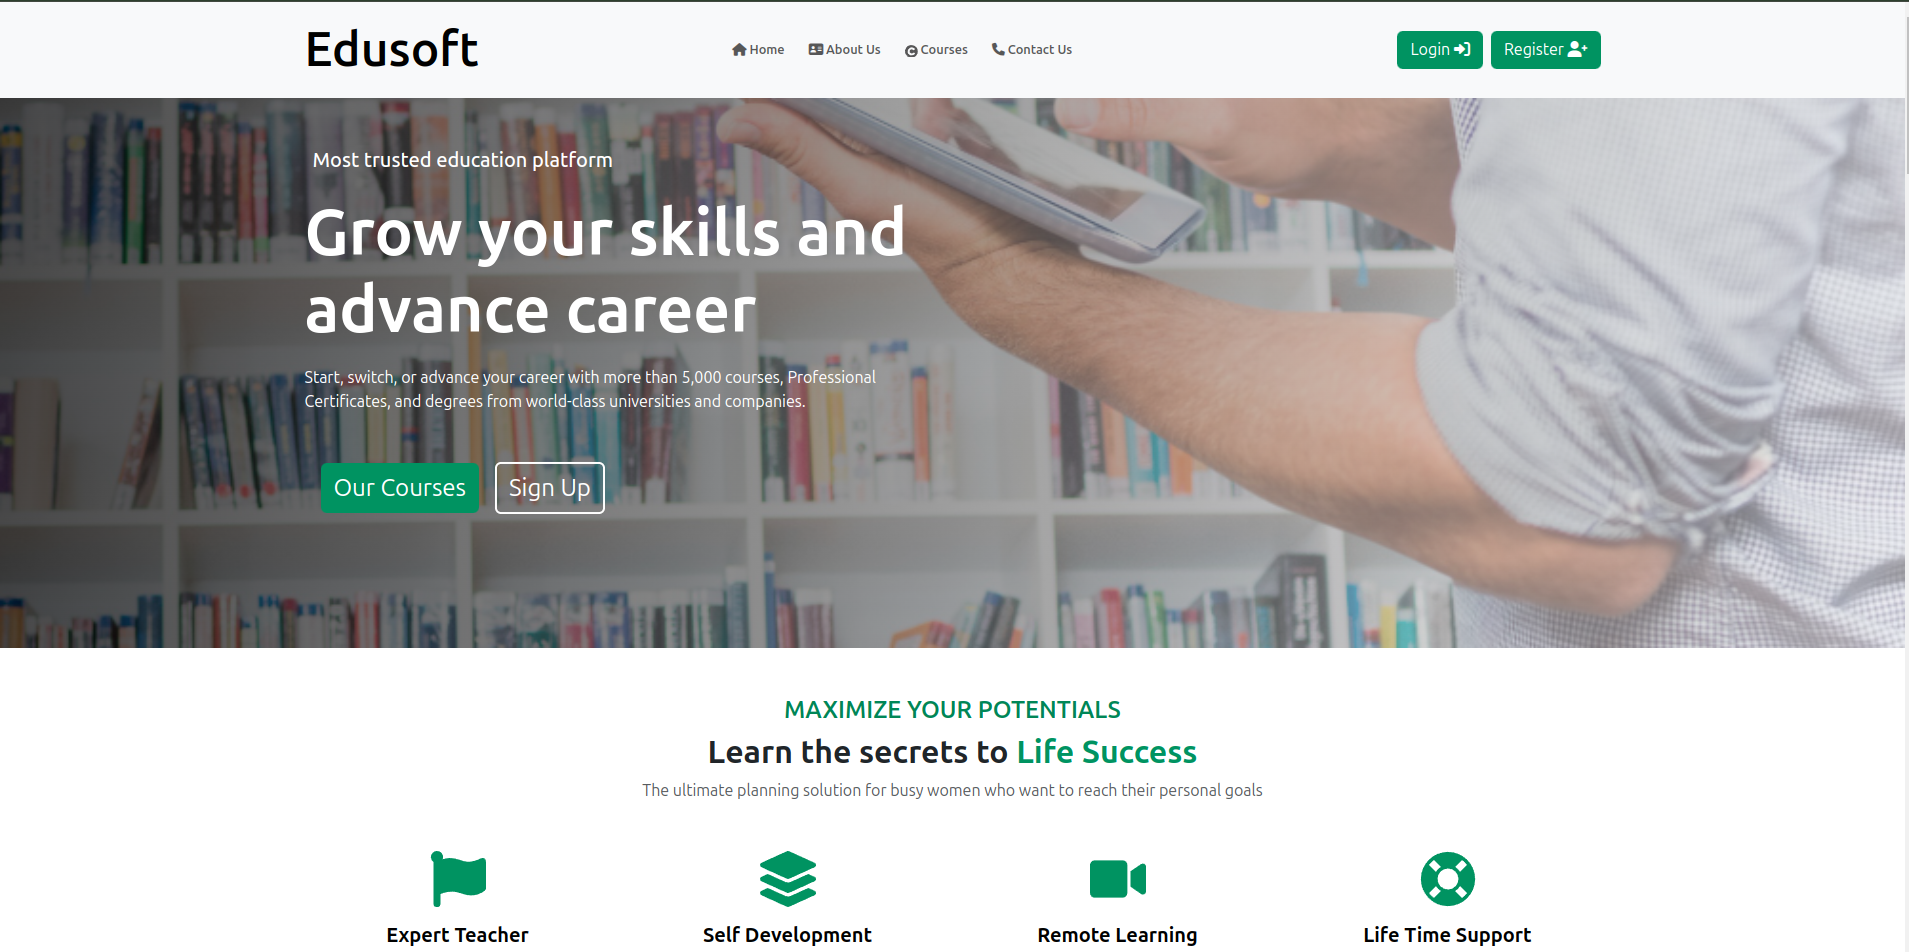 Edusoft
Home
About Us
Courses
Contact Us
Login
Register
Most trusted education platform
Grow your skills and
advance career
Start, switch, or advance your career with more than 5,000 courses, Professional
Certificates, and degrees from world-class universities and companies.
Our Courses
Sign Up
MAXIMIZE YOUR POTENTIALS
Learn the secrets to Life Success
The ultimate planning solution for busy women who want to reach their personal goals
Expert Teacher
Self Development
Remote Learning
Life Time Support